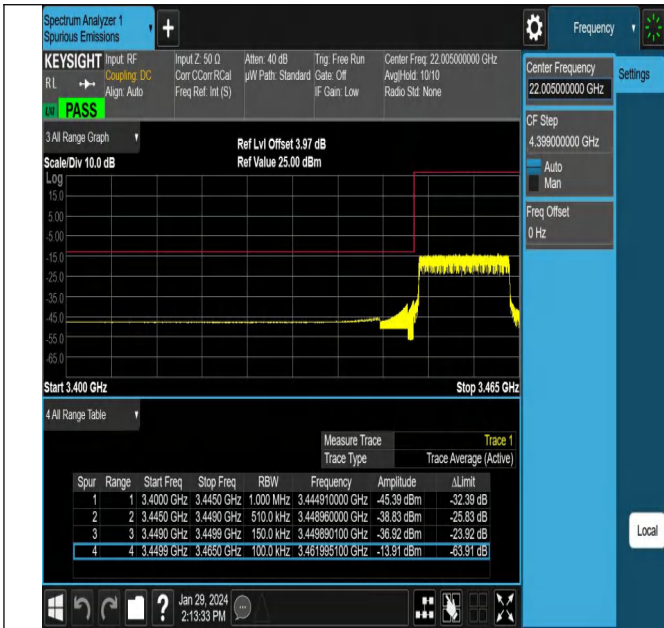 Spectrum Analyzer 1
Spurious Emissions
Frequency
KEYSIGHT
RL
PASS
Input: RF
Coupling: DC
Align: Auto
Input Z: 50 Ω
Corr CCorr RCal
Freq Ref: Int (S)
Atten: 40 dB
µW Path: Standard
Trig: Free Run
Gate: Off
IF Gain: Low
Center Freq: 22.005000000 GHz
Avg|Hold: 10/10
Radio Std: None
Center Frequency
22.005000000 GHz
Settings
CF Step
4.399000000 GHz
Auto
Man
Freq Offset
0 Hz
Local
3 All Range Graph
Scale/Div 10.0 dB
Ref Lvl Offset 3.97 dB
Ref Value 25.00 dBm
Log
15.0
5.00
-5.00
-15.0
-25.0
-35.0
-45.0
-55.0
-65.0
Start 3.400 GHz
Stop 3.465 GHz
4 All Range Table
Measure Trace Trace 1
Trace Type Trace Average (Active)
Spur Range Start Freq Stop Freq RBW Frequency Amplitude ΔLimit
1 1 3.4000 GHz 3.4450 GHz 1.000 MHz 3.444910000 GHz -45.39 dBm -32.39 dB
2 2 3.4450 GHz 3.4490 GHz 510.0 kHz 3.448960000 GHz -38.83 dBm -25.83 dB
3 3 3.4490 GHz 3.4499 GHz 150.0 kHz 3.449890100 GHz -36.92 dBm -23.92 dB
4 4 3.4499 GHz 3.4650 GHz 100.0 kHz 3.461995100 GHz -13.91 dBm -63.91 dB
?
Jan 29, 2024
2:13:33 PM